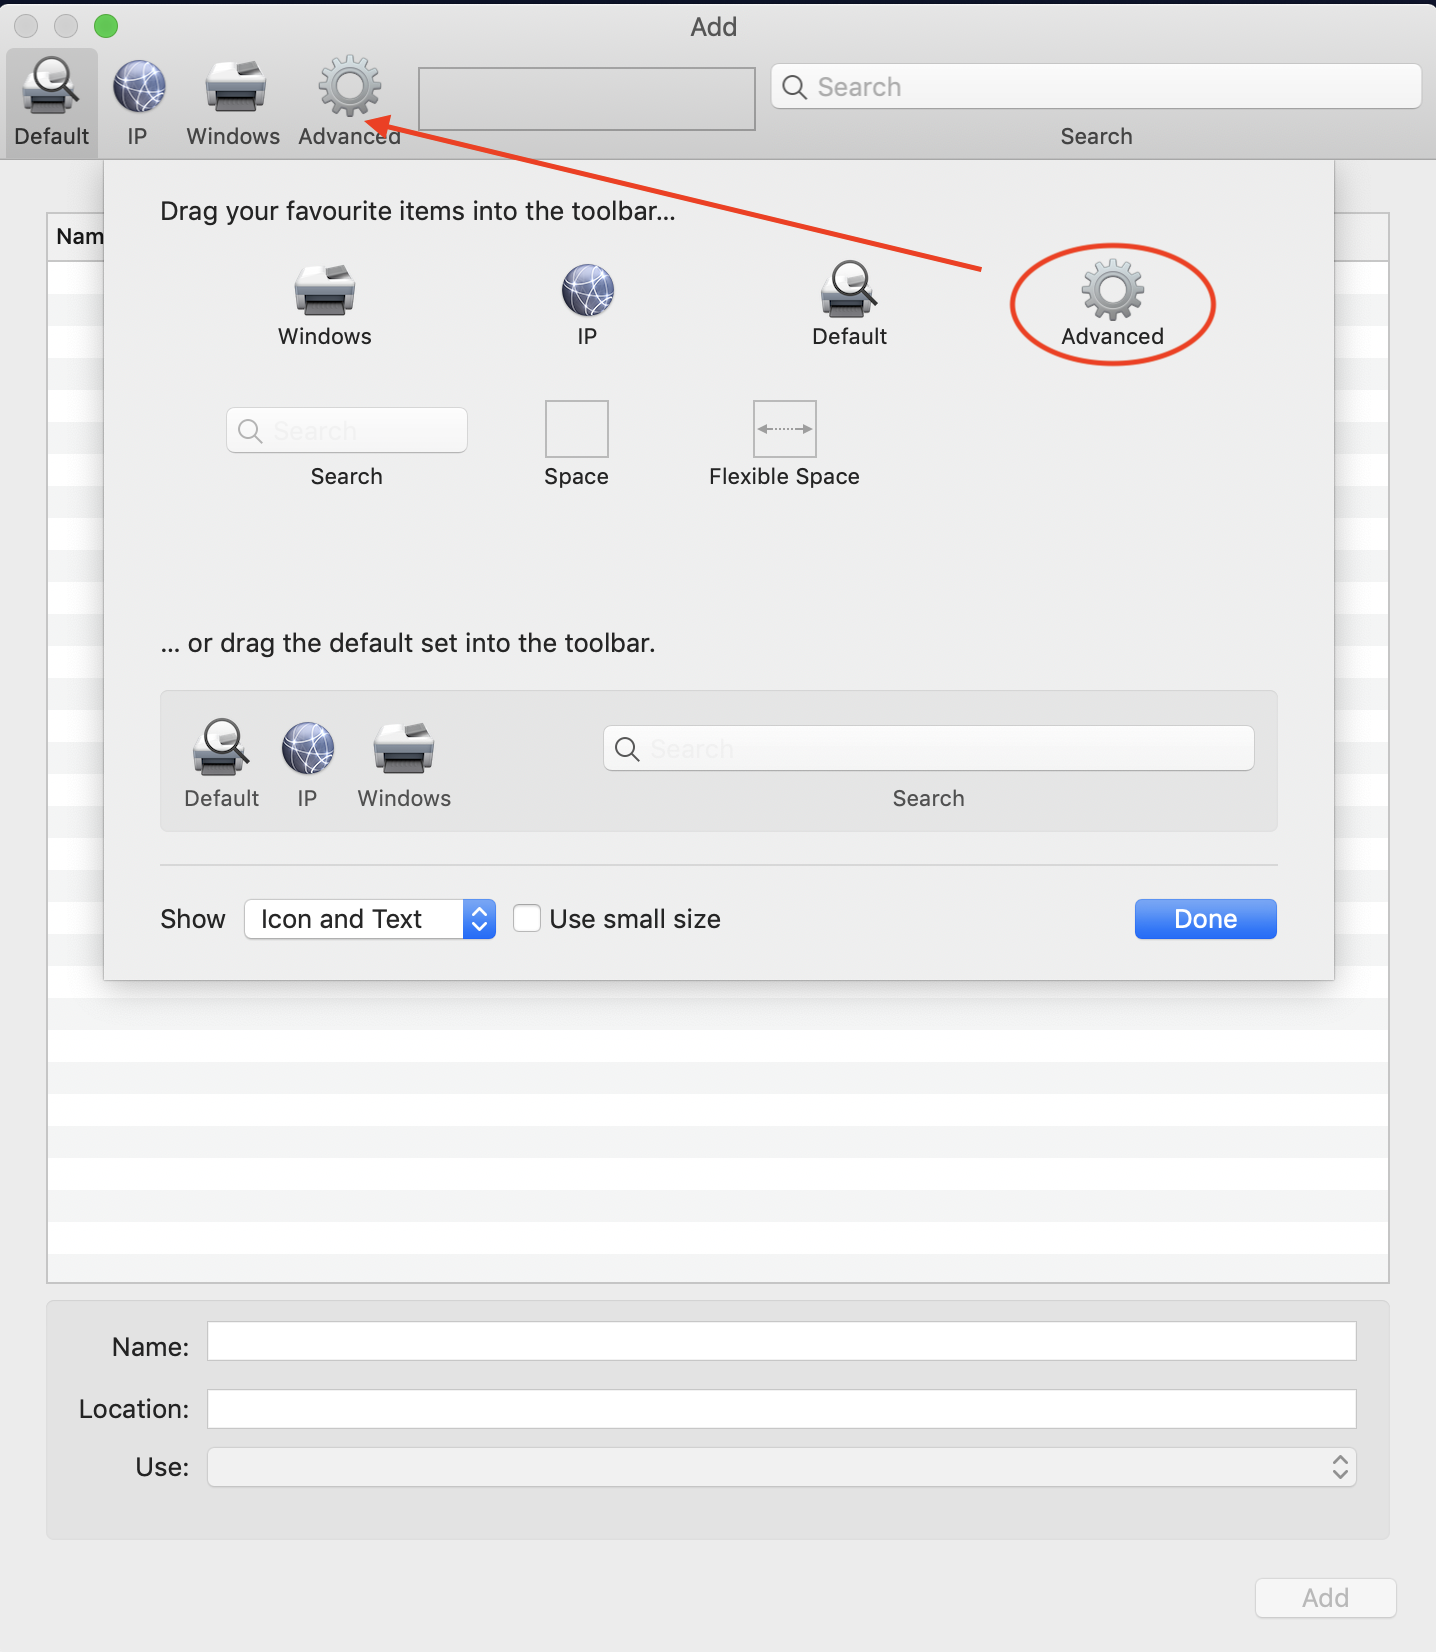 Add
Default IP Windows Advanced Search
Search
Drag your favourite items into the toolbar...
Nam
Windows IP Default Advanced
Search
Search Space Flexible Space
... or drag the default set into the toolbar.
Search
Default IP Windows Search
Show Icon and Text Use small size Done
Name:
Location:
Use:
Add